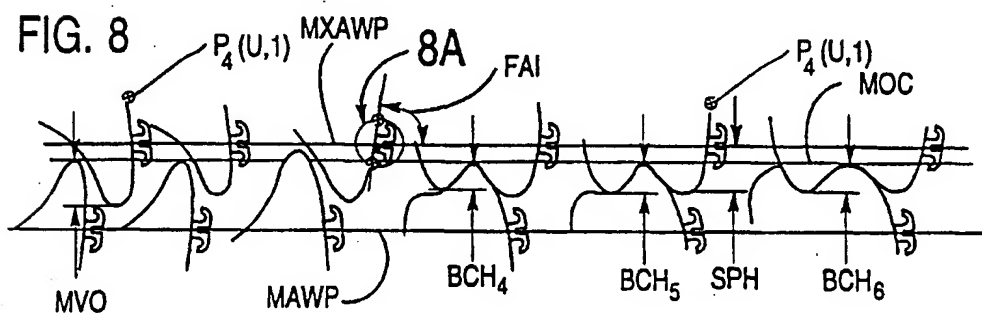 FIG. 8
P4 (U,1)
MXAWP
8A
FAI
P4 (U,1)
MOC
MVO
MAWP
BCH4
BCH5
SPH
BCH6